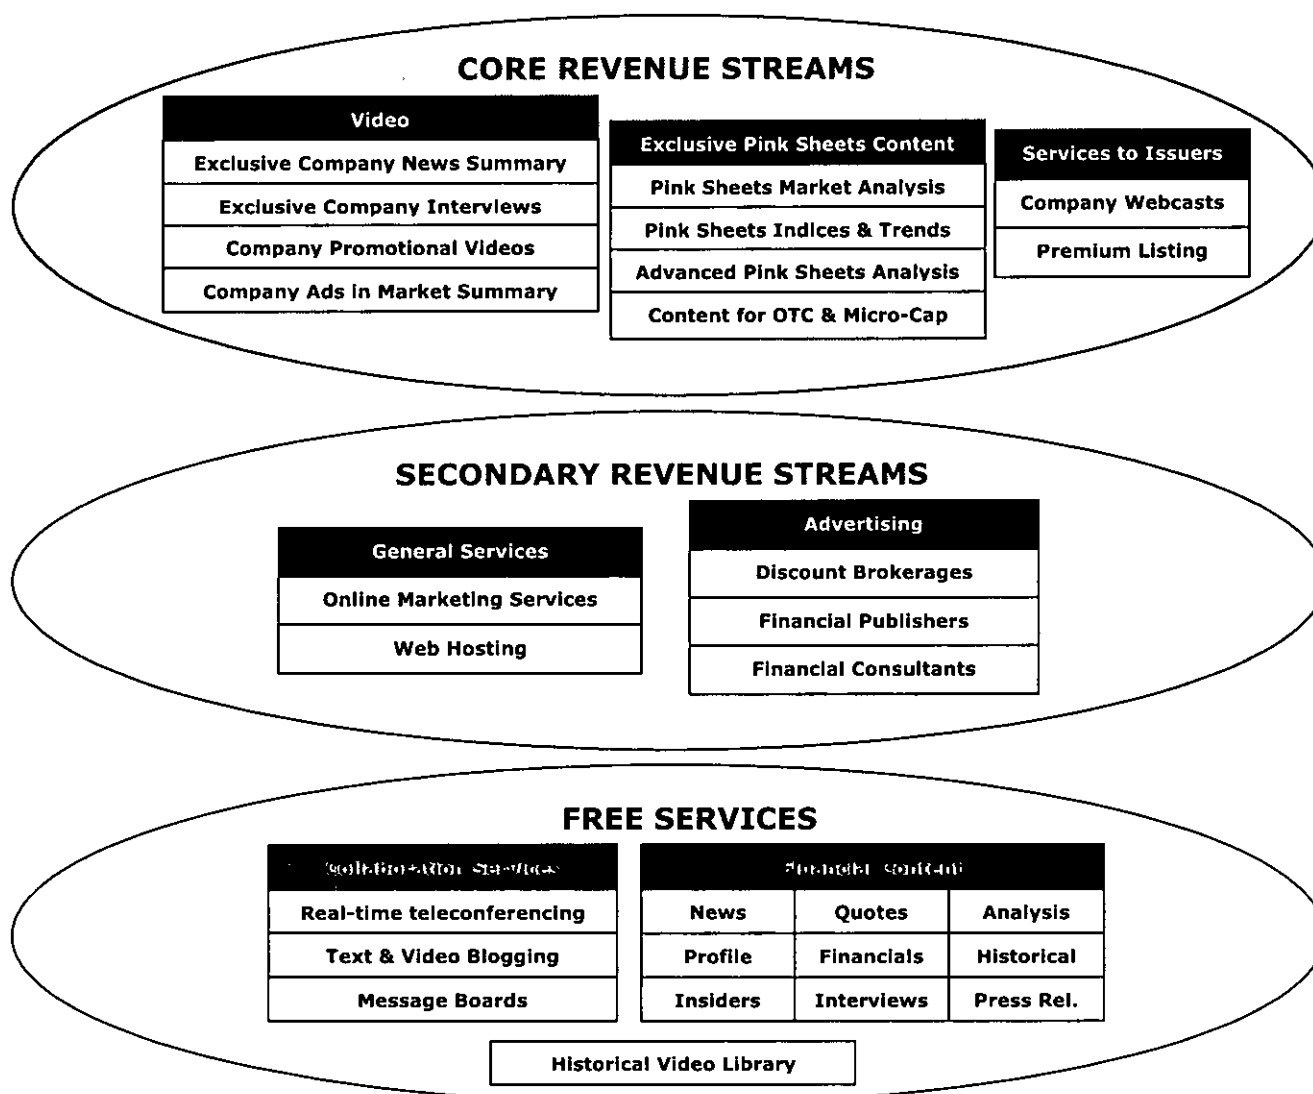 CORE REVENUE STREAMS
Video
Exclusive Company News Summary
Exclusive Company Interviews
Company Promotional Videos
Company Ads in Market Summary
Exclusive Pink Sheets Content
Pink Sheets Market Analysis
Pink Sheets Indices & Trends
Advanced Pink Sheets Analysis
Content for OTC & Micro-Cap
Services to Issuers
Company Webcasts
Premium Listing
SECONDARY REVENUE STREAMS
General Services
Online Marketing Services
Web Hosting
Advertising
Discount Brokerages
Financial Publishers
Financial Consultants
FREE SERVICES
Collaboration Services
Real-time teleconferencing
Text & Video Blogging
Message Boards
Financial Content
News Quotes Analysis
Profile Financials Historical
Insiders Interviews Press Rel.
Historical Video Library